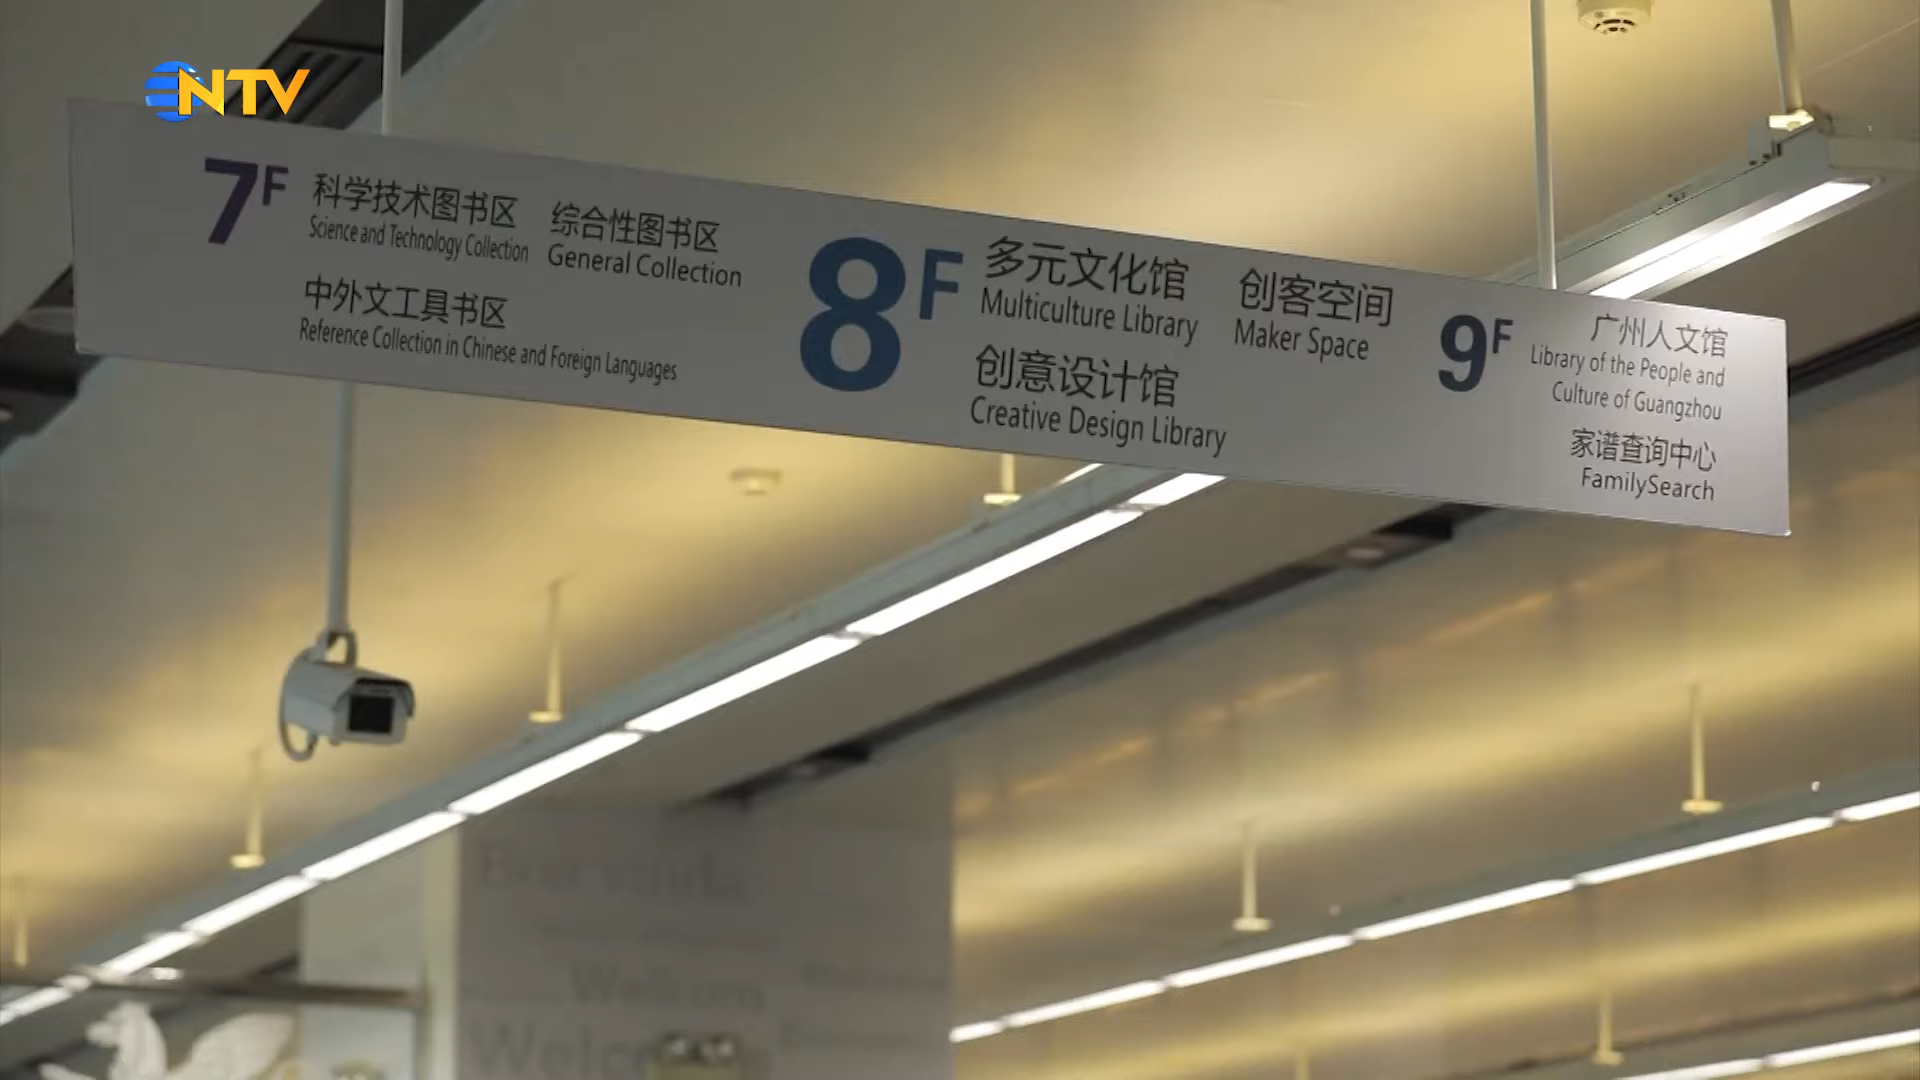 NTV
7F
科学技术图书区
Science and Technology Collection
综合性图书区
General Collection
中外文工具书区
Reference Collection in Chinese and Foreign Languages
8F
多元文化馆
Multiculture Library
创客空间
Maker Space
创意设计馆
Creative Design Library
9F
广州人文馆
Library of the People and
Culture of Guangzhou
家谱查询中心
FamilySearch